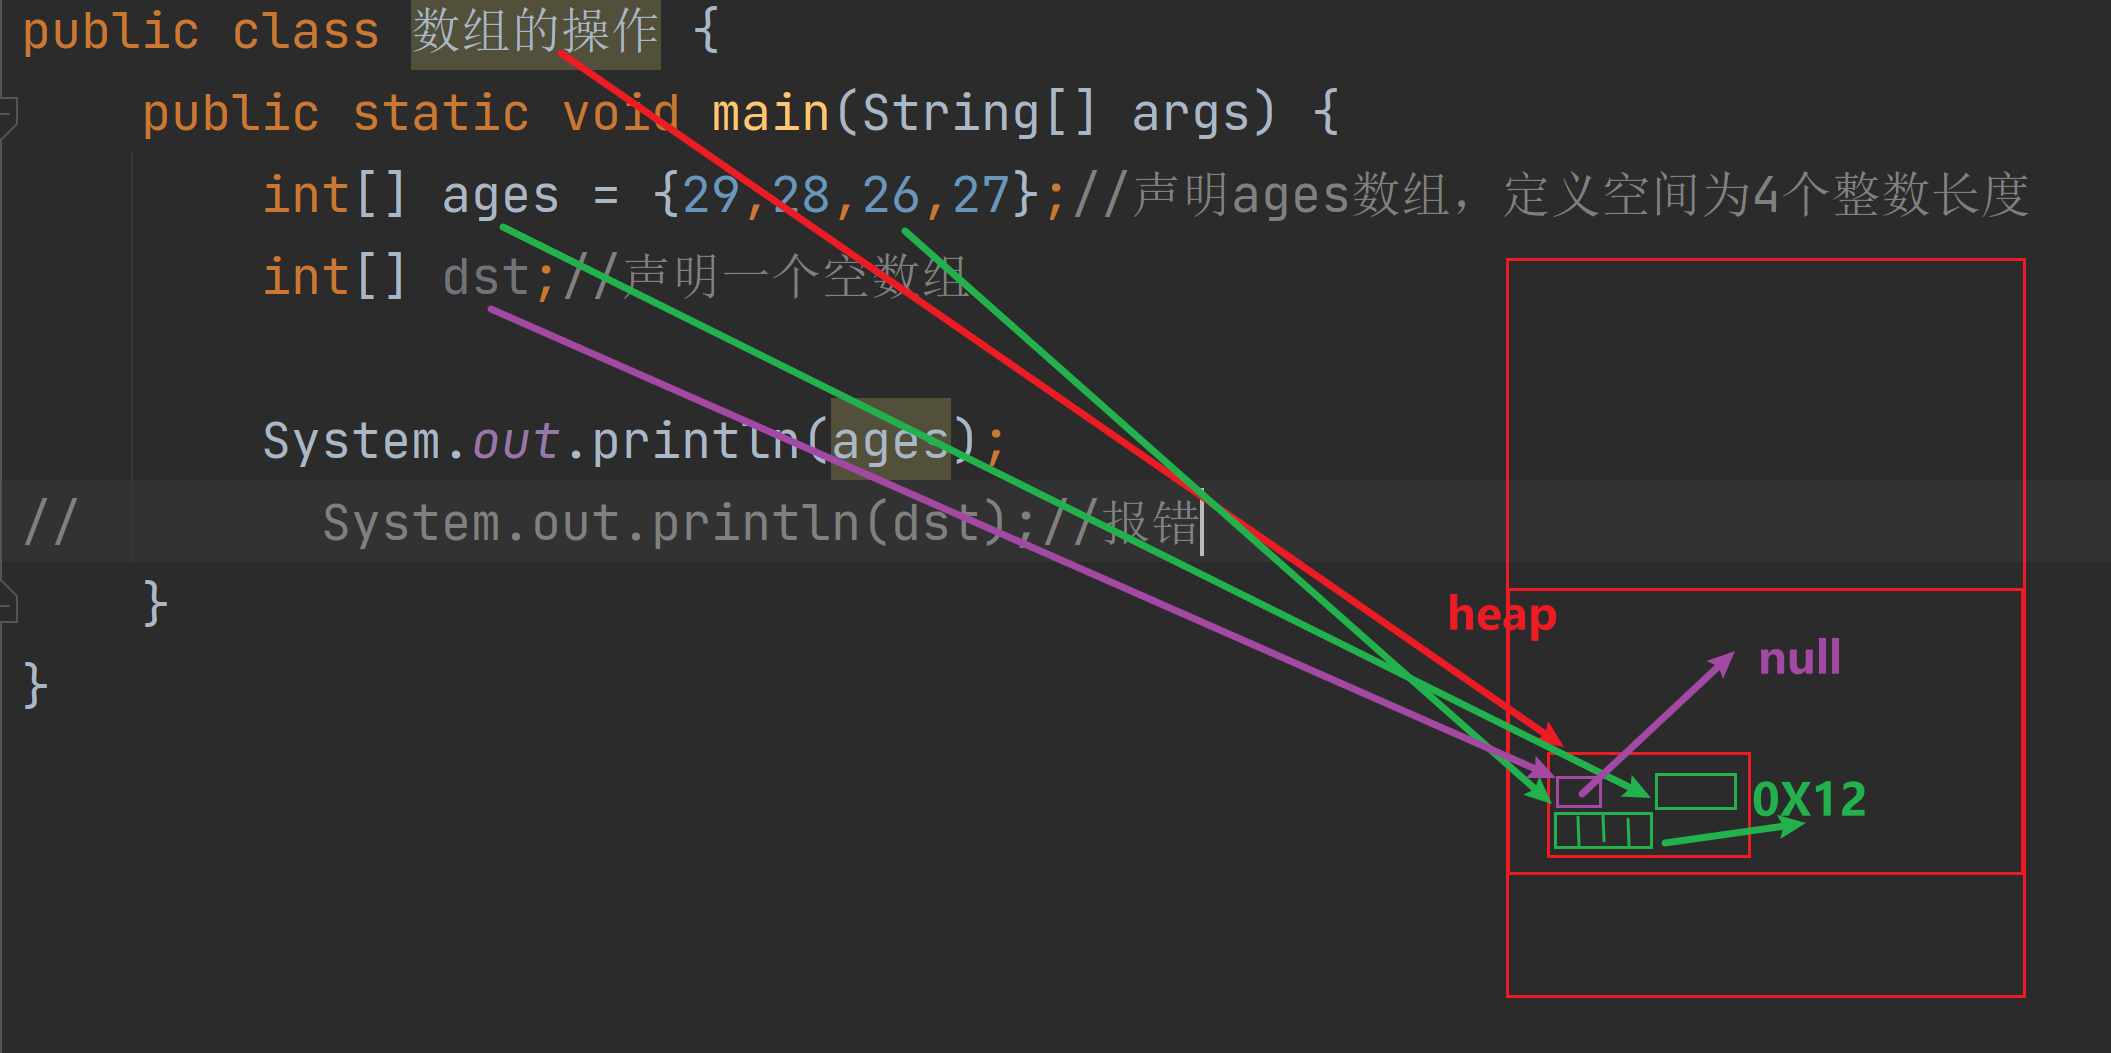 public class 数组的操作 {
public static void main(String[] args) {
int[] ages = {29,28,26,27};//声明ages数组，定义空间为4个整数长度
int[] dst;//声明一个空数组
System.out.println(ages);
// System.out.println(dst);//报错
}
}
heap
null
0X12